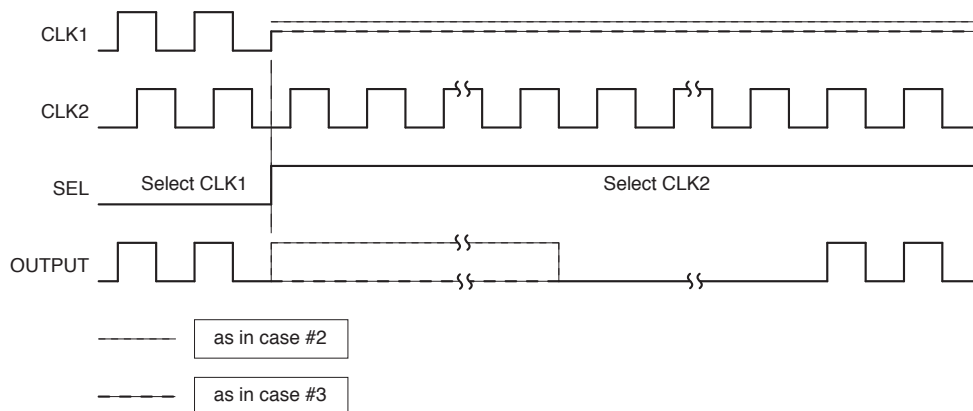 CLK1
CLK2
SEL
Select CLK1
Select CLK2
OUTPUT
as in case #2
as in case #3